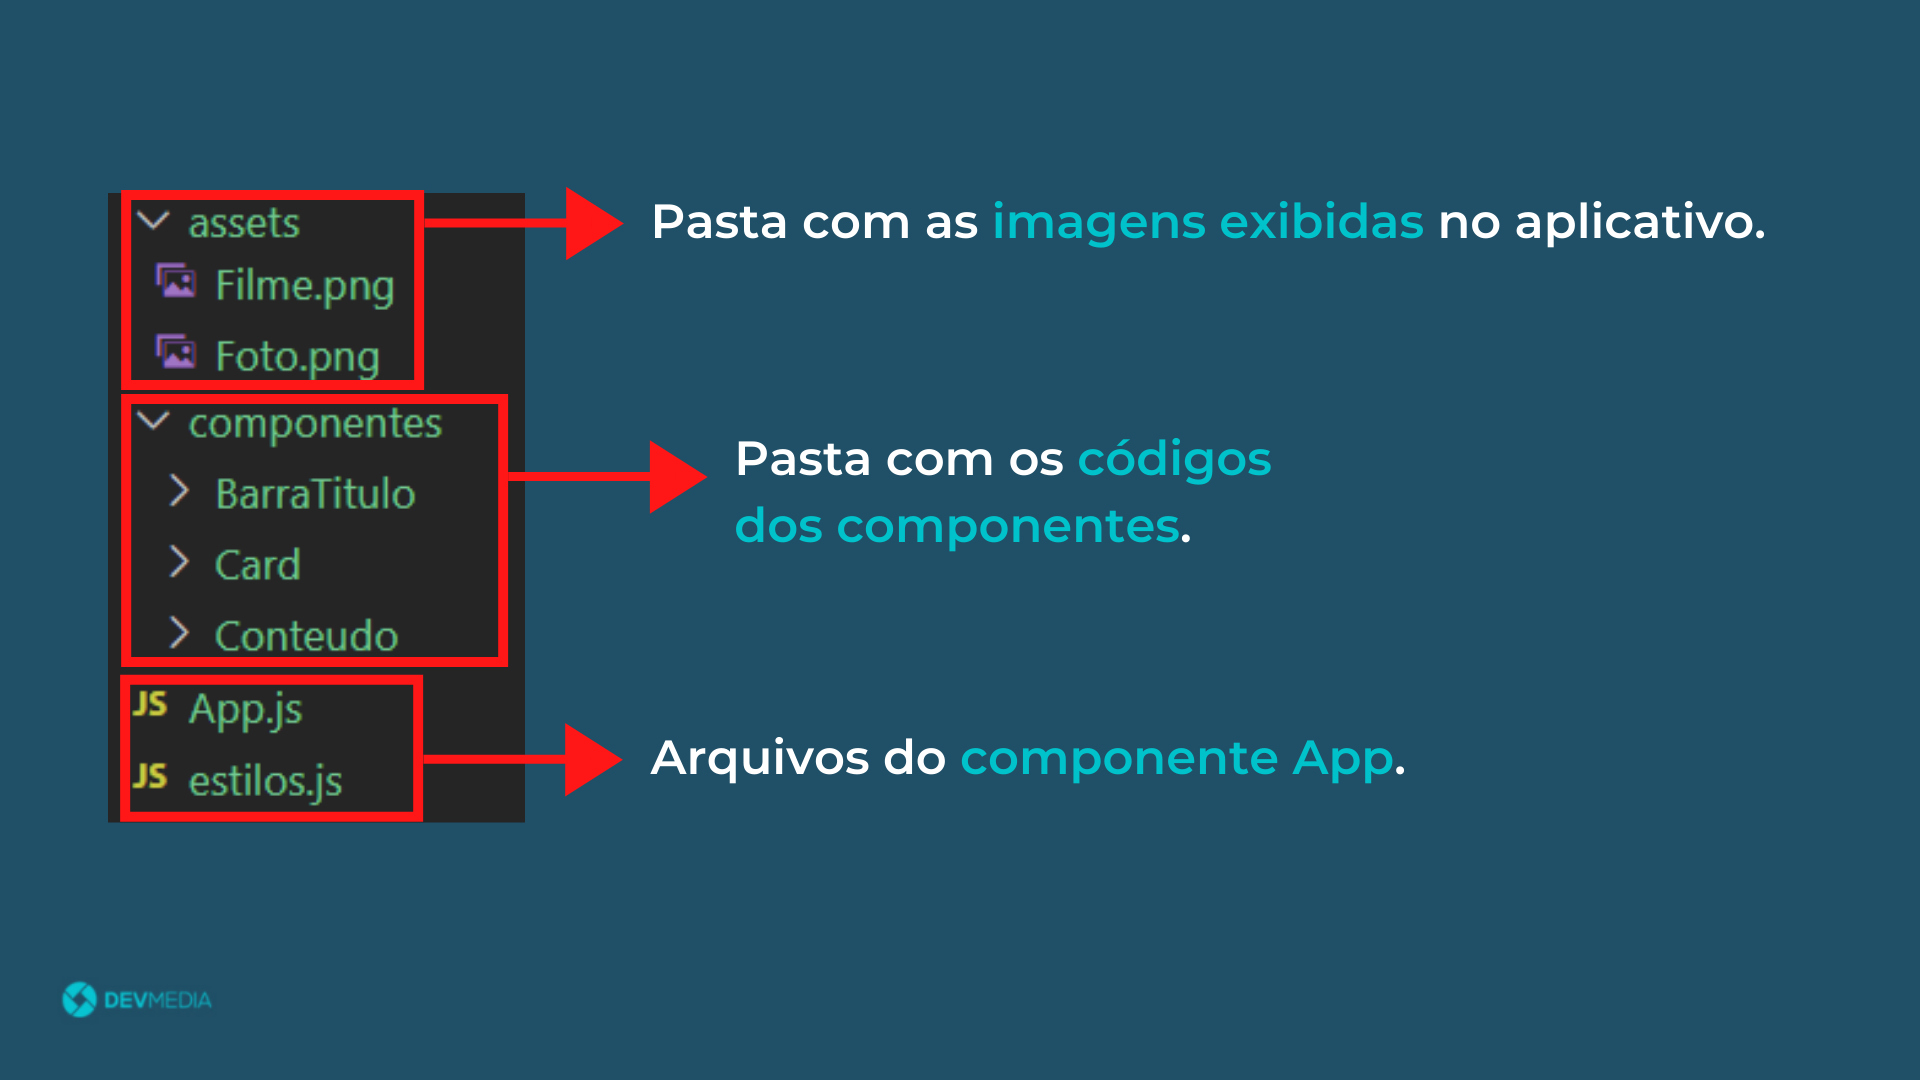 assets
Filme.png
Foto.png
componentes
BarraTitulo
Card
Conteudo
JS App.js
JS estilos.js
Pasta com as imagens exibidas no aplicativo.
Pasta com os códigos
dos componentes.
Arquivos do componente App.
DEVMEDIA